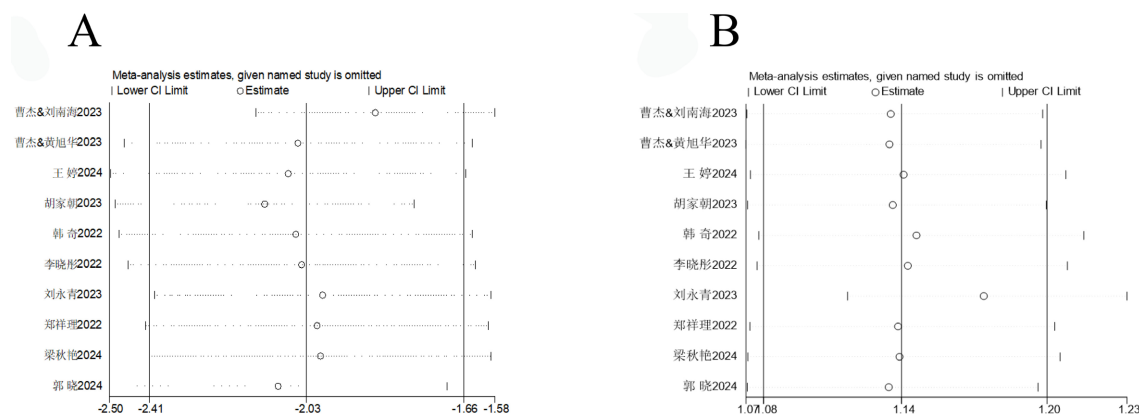 A
Meta-analysis estimates, given named study is omitted
Lower CI Limit Estimate Upper CI Limit
曹杰&刘南海2023
曹杰&黄旭华2023
王 婷2024
胡家朝2023
韩 奇2022
李晓彤2022
刘永青2023
郑祥理2022
梁秋艳2024
郭 晓2024
-2.50 -2.41 -2.03 -1.66 -1.58
B
Meta-analysis estimates, given named study is omitted
Lower CI Limit Estimate Upper CI Limit
曹杰&刘南海2023
曹杰&黄旭华2023
王 婷2024
胡家朝2023
韩 奇2022
李晓彤2022
刘永青2023
郑祥理2022
梁秋艳2024
郭 晓2024
1.07 1.08 1.14 1.20 1.23